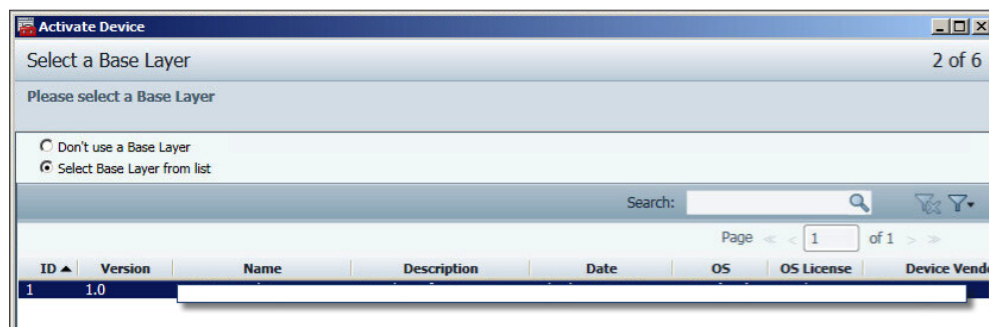 Activate Device
Select a Base Layer 2 of 6
Please select a Base Layer
Don't use a Base Layer
Select Base Layer from list
Search:
Page 1 of 1
ID Version Name Description Date OS OS License Device
1 1.0